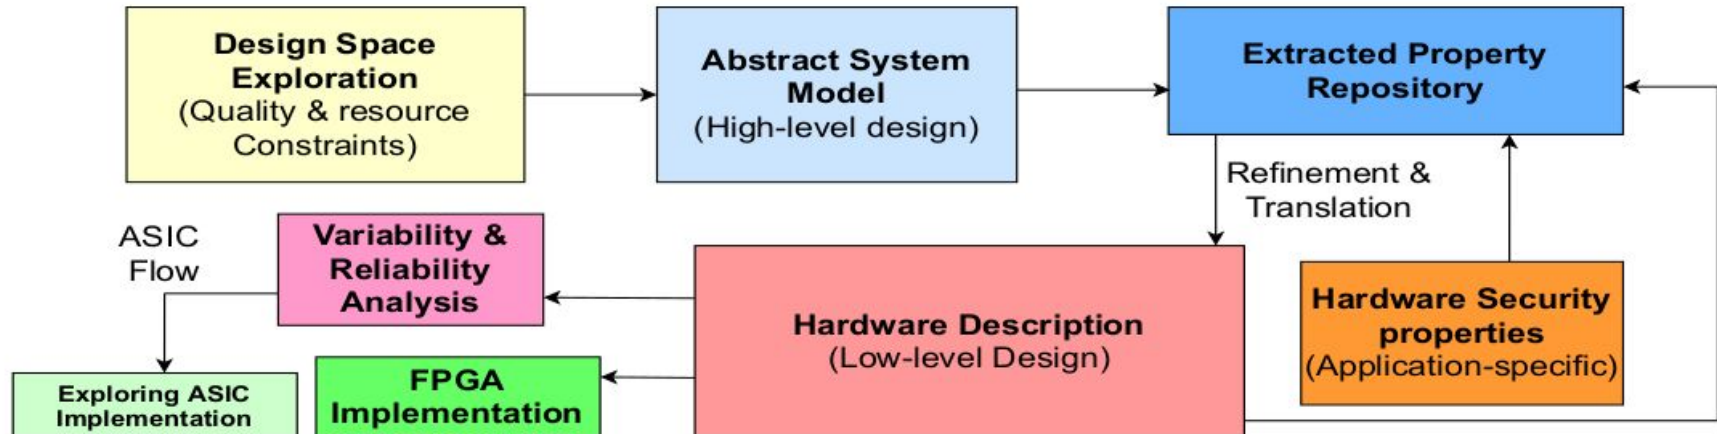 Design Space
Exploration
(Quality & resource
Constraints)
Abstract System
Model
(High-level design)
Extracted Property
Repository
Refinement &
Translation
ASIC
Flow
Variability &
Reliability
Analysis
Hardware Description
(Low-level Design)
Hardware Security
properties
(Application-specific)
Exploring ASIC
Implementation
FPGA
Implementation